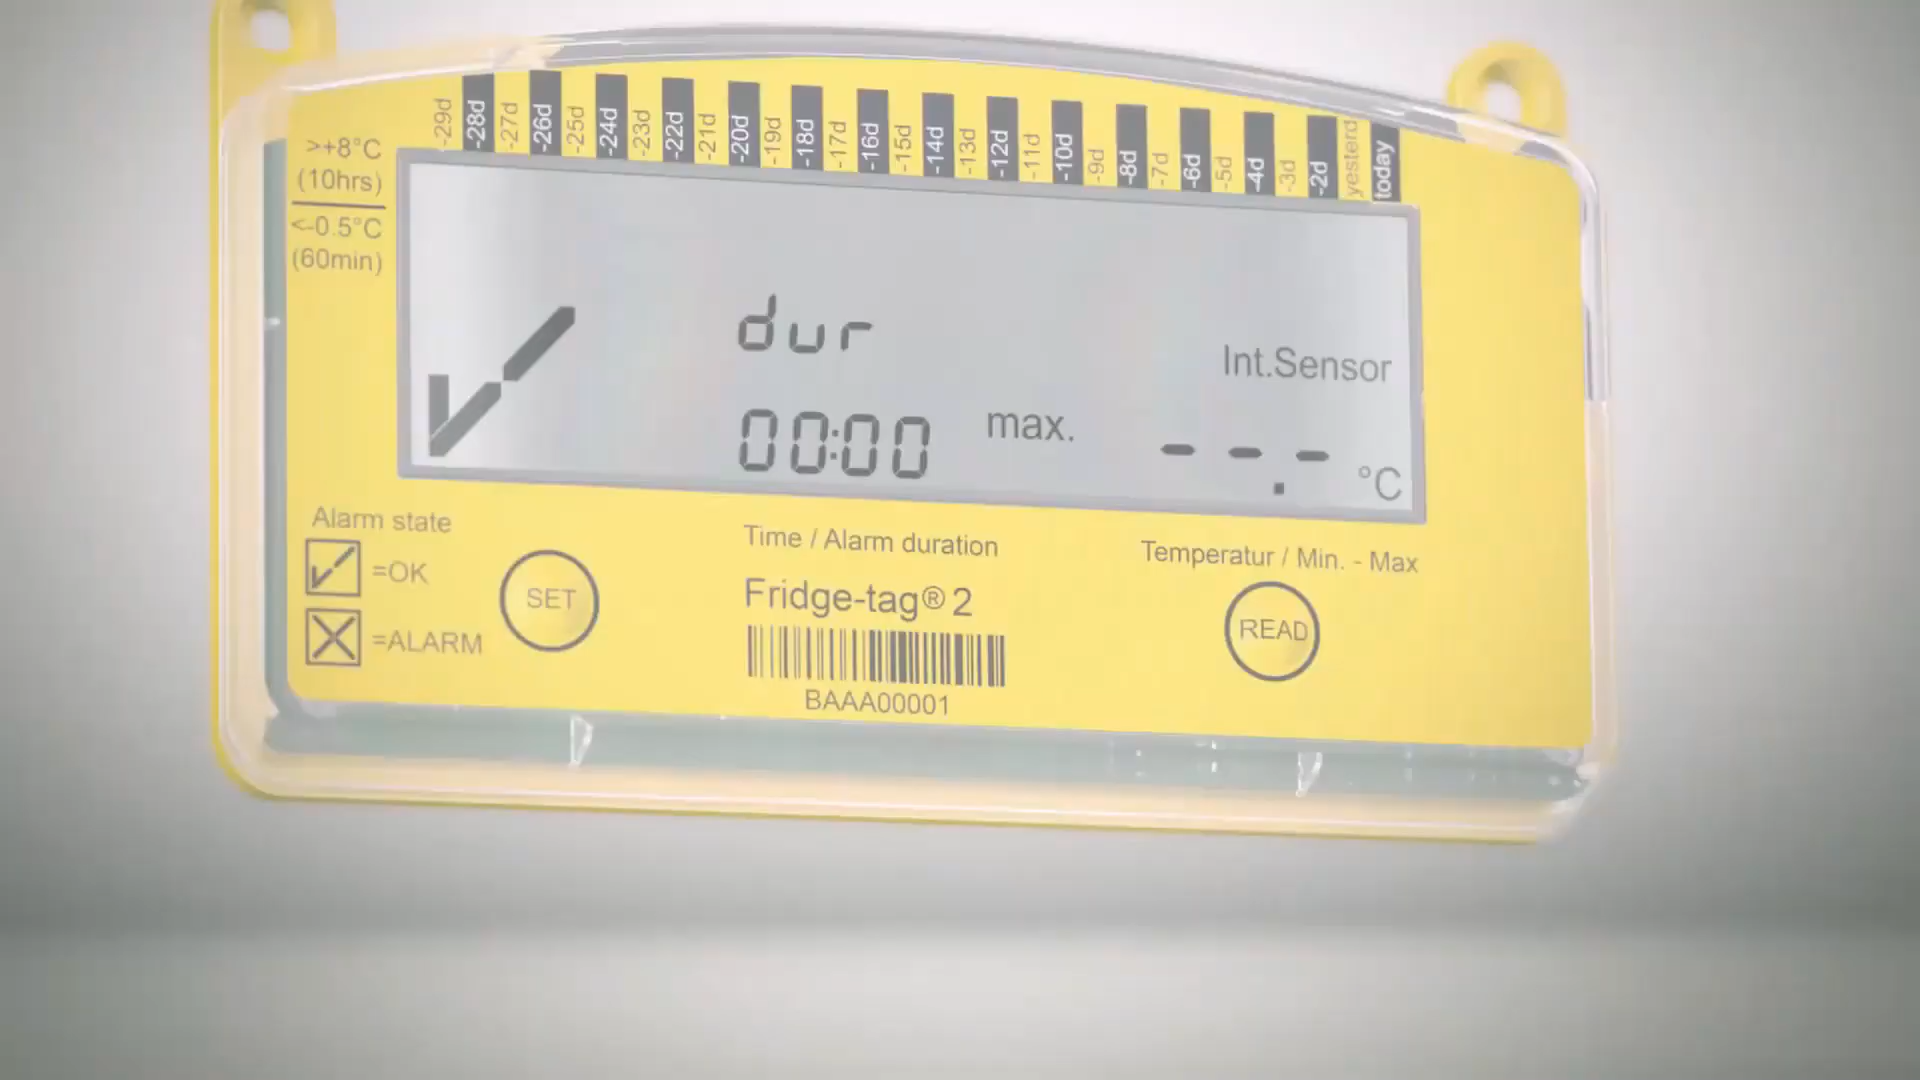 -29d -28d -27d -26d -25d -24d -23d -22d -21d -20d -19d -18d -17d -16d -15d -14d -13d -12d -11d -10d -9d -8d -7d -6d -5d -4d -3d -2d yesterd today
>+8°C
(10hrs)
<-0.5°C
(60min)
dur
Int.Sensor
00:00 max. --.- °C
Alarm state
=OK
=ALARM
SET
Time / Alarm duration
Fridge-tag® 2
BAAA00001
Temperatur / Min. - Max
READ